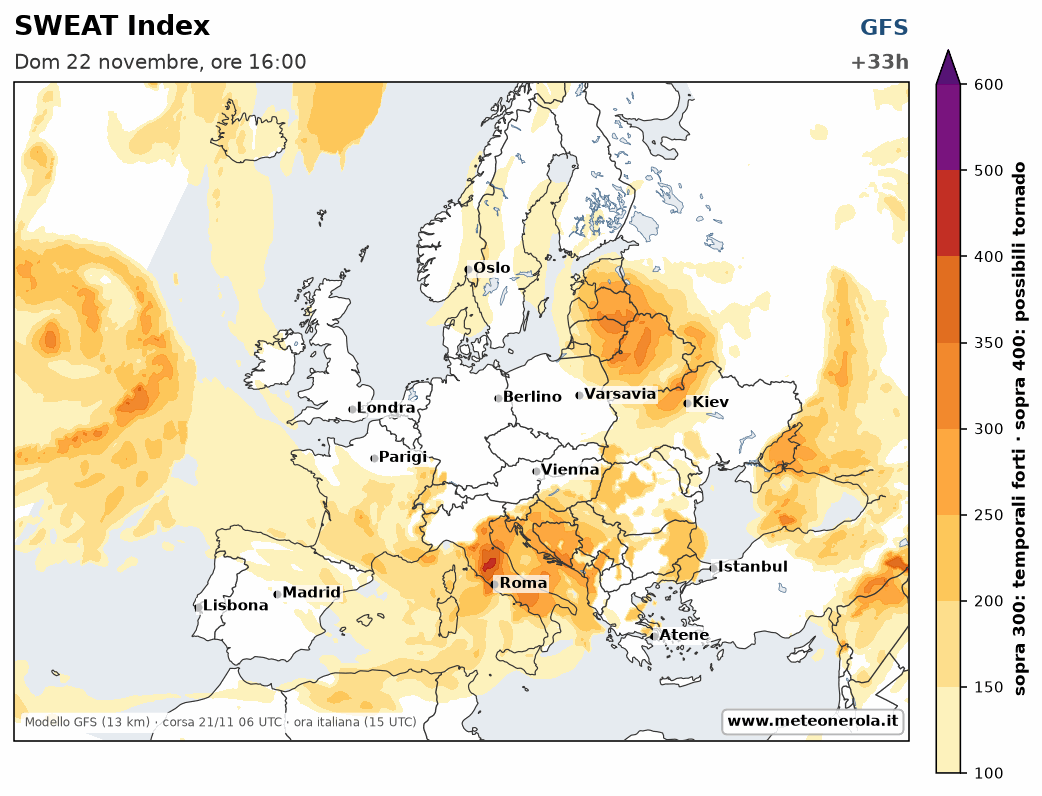 SWEAT Index
GFS
Dom 22 novembre, ore 16:00
+33h
600
500
400
350
300
250
200
150
100
sopra 300: temporali forti · sopra 400: possibili tornado
Oslo
Berlino
Varsavia
Kiev
Londra
Parigi
Vienna
Istanbul
Roma
Madrid
Lisbona
Atene
Modello GFS (13 km) · corsa 21/11 06 UTC · ora italiana (15 UTC)
www.meteonerola.it